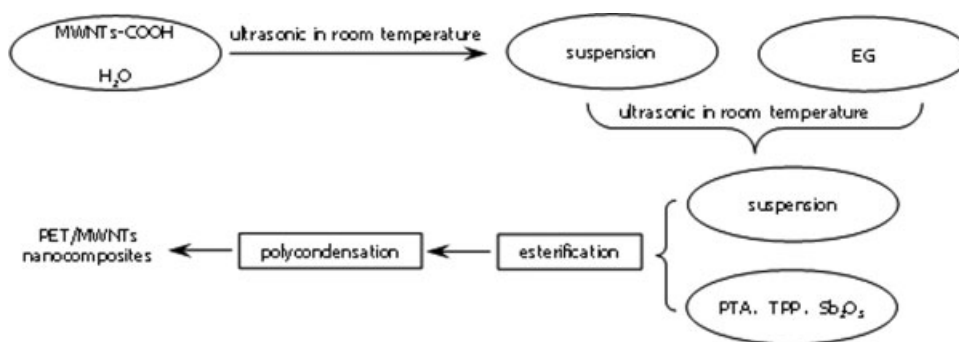 MWNTs-COOH
H₂O
ultrasonic in room temperature
suspension
EG
ultrasonic in room temperature
suspension
PTA. TPP. Sb₂O₃
esterification
polycondensation
PET/MWNTs
nanocomposites